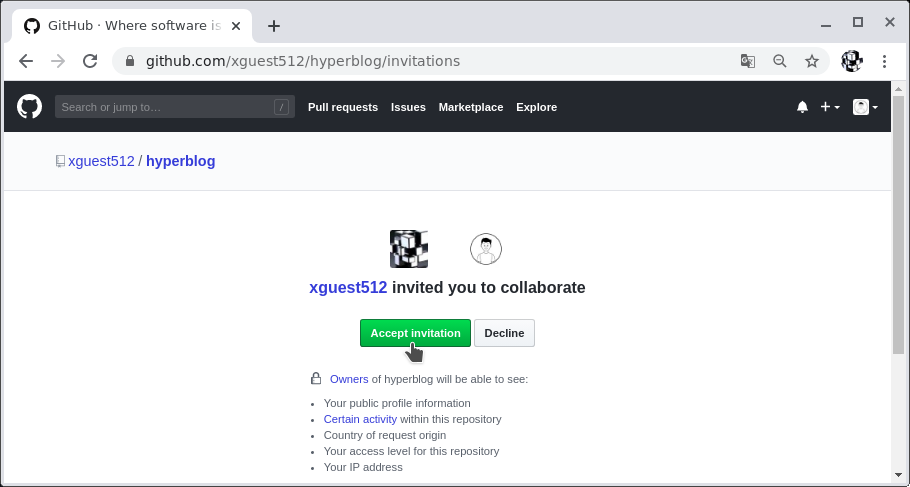 GitHub · Where software is
github.com/xguest512/hyperblog/invitations
Search or jump to…
/
Pull requests
Issues
Marketplace
Explore
xguest512 / hyperblog
xguest512 invited you to collaborate
Accept invitation
Decline
Owners of hyperblog will be able to see:
Your public profile information
Certain activity within this repository
Country of request origin
Your access level for this repository
Your IP address